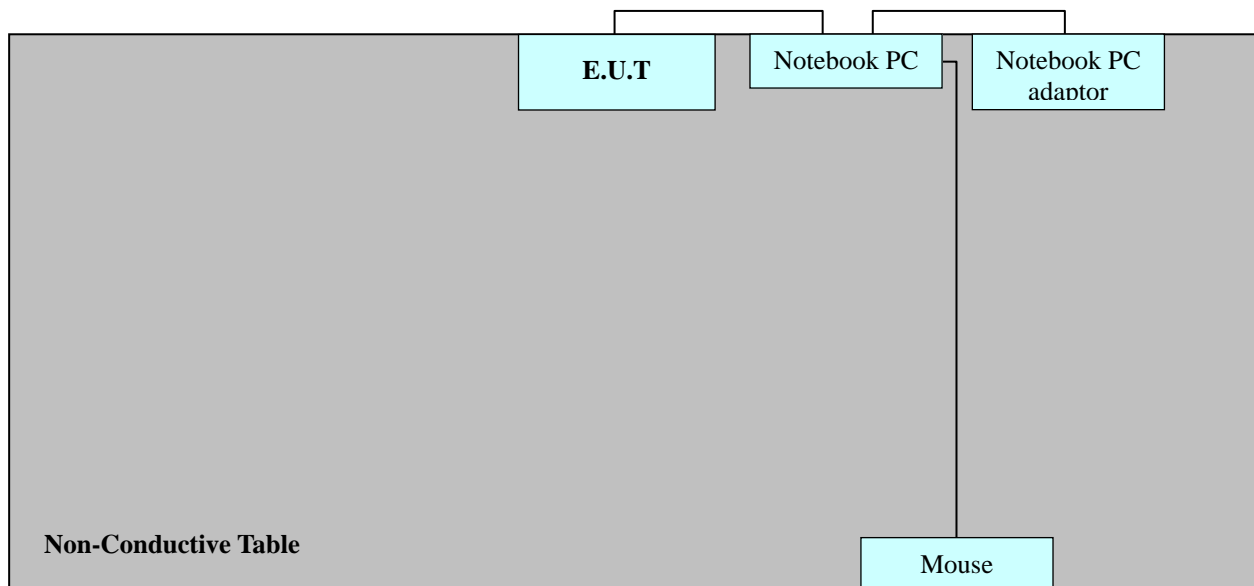 E.U.T
Notebook PC
Notebook PC
adaptor
Non-Conductive Table
Mouse